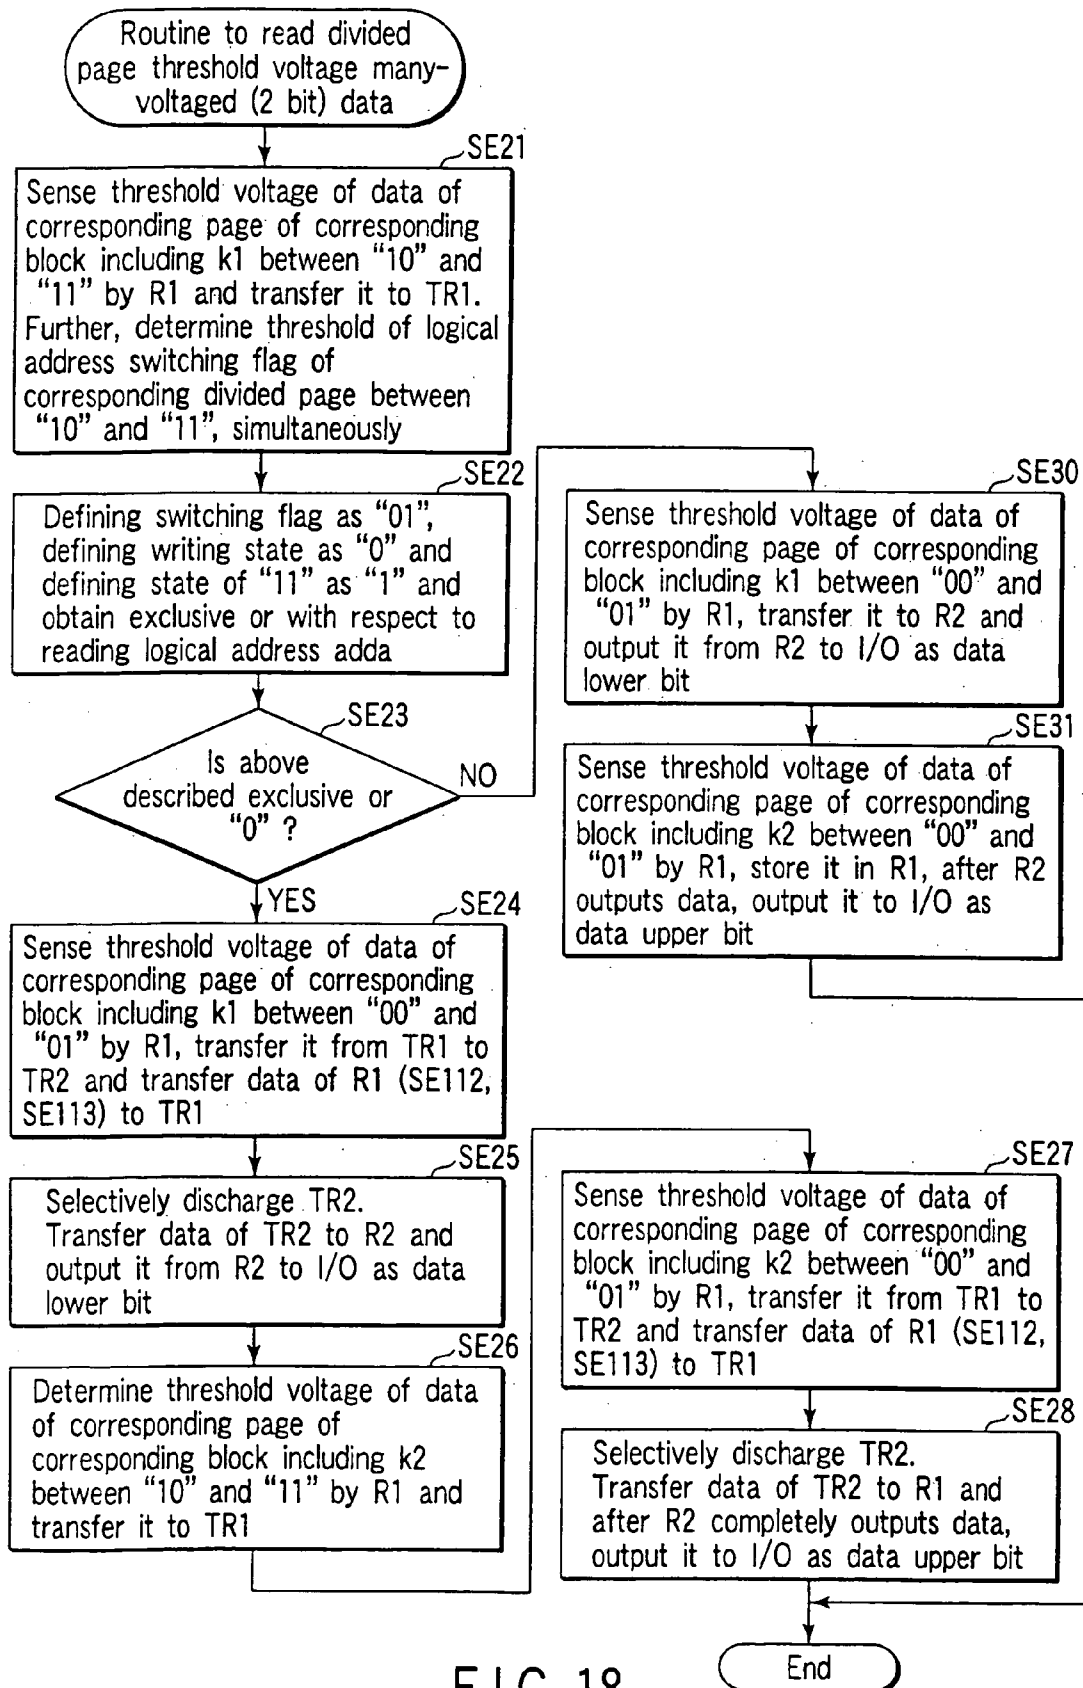 Routine to read divided
page threshold voltage many-
voltaged (2 bit) data
SE21
Sense threshold voltage of data of
corresponding page of corresponding
block including k1 between “10” and
“11” by R1 and transfer it to TR1.
Further, determine threshold of logical
address switching flag of
corresponding divided page between
“10” and “11”, simultaneously
SE22
Defining switching flag as “01”,
defining writing state as “0” and
defining state of “11” as “1” and
obtain exclusive or with respect to
reading logical address adda
SE23
Is above
described exclusive or
“0” ?
NO
YES
SE24
Sense threshold voltage of data of
corresponding page of corresponding
block including k1 between “00” and
“01” by R1, transfer it from TR1 to
TR2 and transfer data of R1 (SE112,
SE113) to TR1
SE25
Selectively discharge TR2.
Transfer data of TR2 to R2 and
output it from R2 to I/O as data
lower bit
SE26
Determine threshold voltage of data
of corresponding page of
corresponding block including k2
between “10” and “11” by R1 and
transfer it to TR1
SE30
Sense threshold voltage of data of
corresponding page of corresponding
block including k1 between “00” and
“01” by R1, transfer it to R2 and
output it from R2 to I/O as data
lower bit
SE31
Sense threshold voltage of data of
corresponding page of corresponding
block including k2 between “00” and
“01” by R1, store it in R1, after R2
outputs data, output it to I/O as
data upper bit
SE27
Sense threshold voltage of data of
corresponding page of corresponding
block including k2 between “00” and
“01” by R1, transfer it from TR1 to
TR2 and transfer data of R1 (SE112,
SE113) to TR1
SE28
Selectively discharge TR2.
Transfer data of TR2 to R1 and
after R2 completely outputs data,
output it to I/O as data upper bit
End
FIG. 18